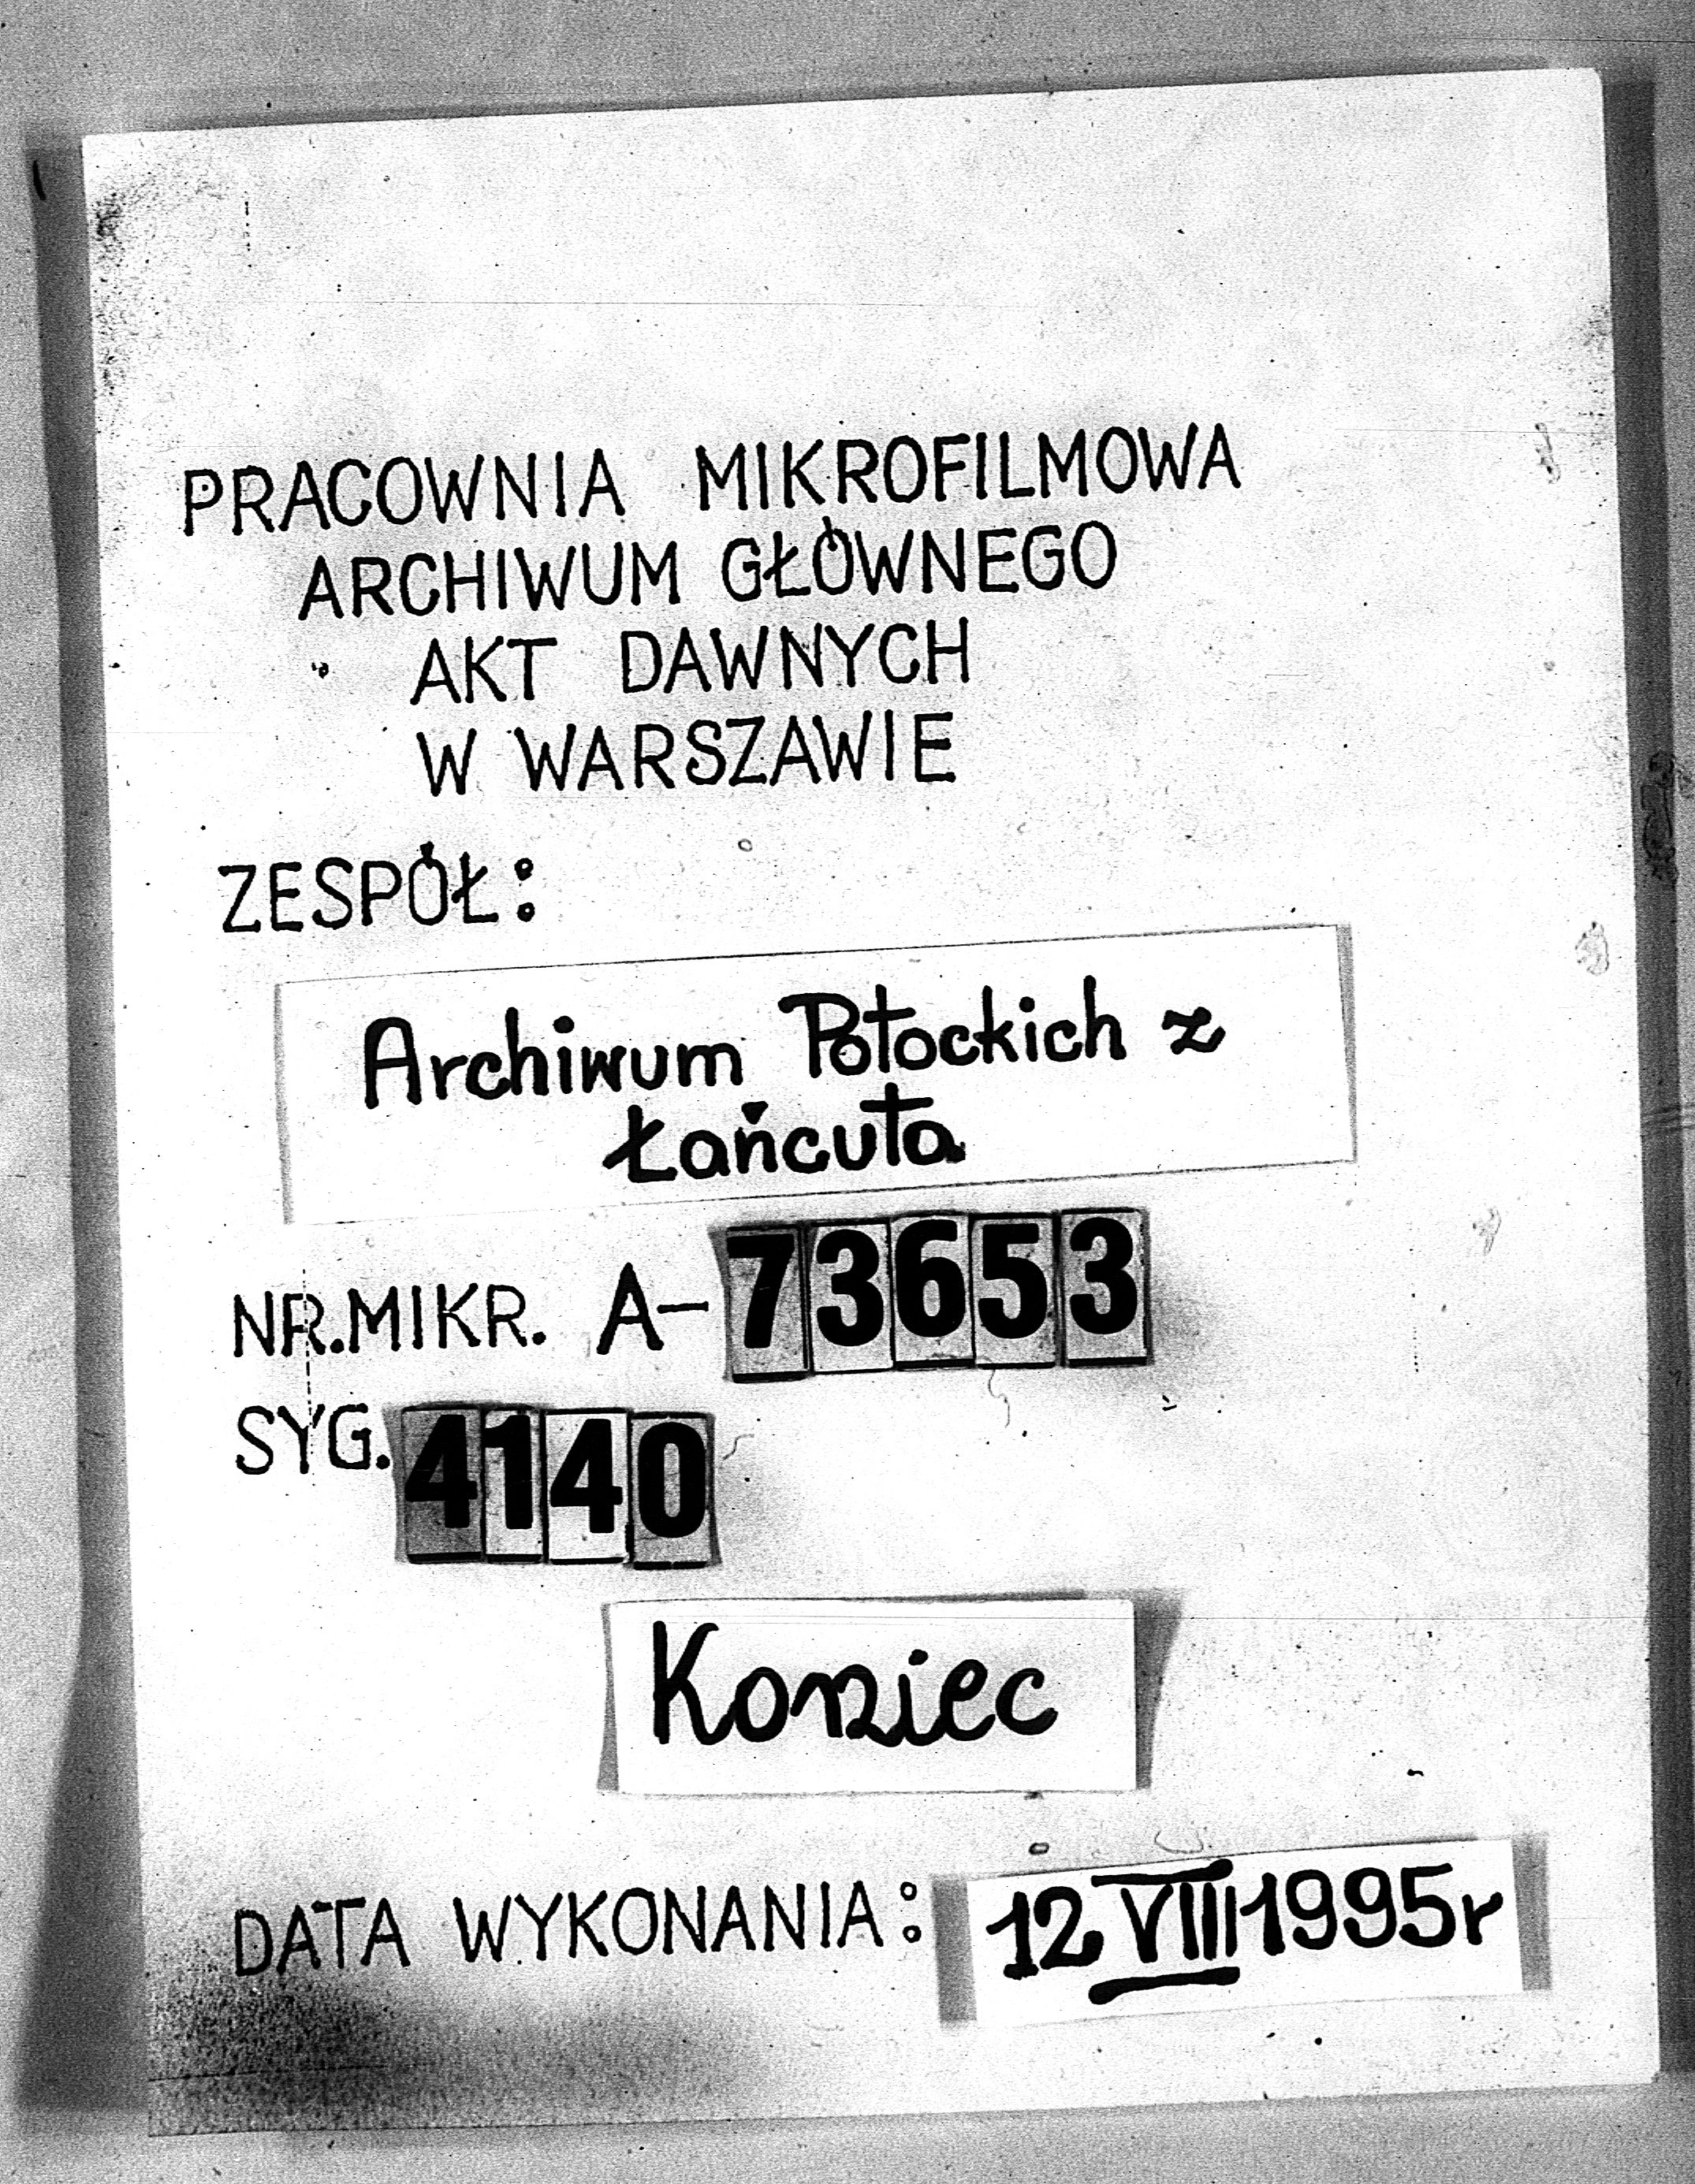 PRACOWNIA MIKROFILMOWA
ARCHIWUM GŁÓWNEGO
AKT DAWNYCH
W WARSZAWIE
ZESPÓŁ:
Archiwum Potockich z
Łańcuta
NR.MIKR. A-73653
SYG. 4140
Koniec
DATA WYKONANIA: 12 VIII 1995r